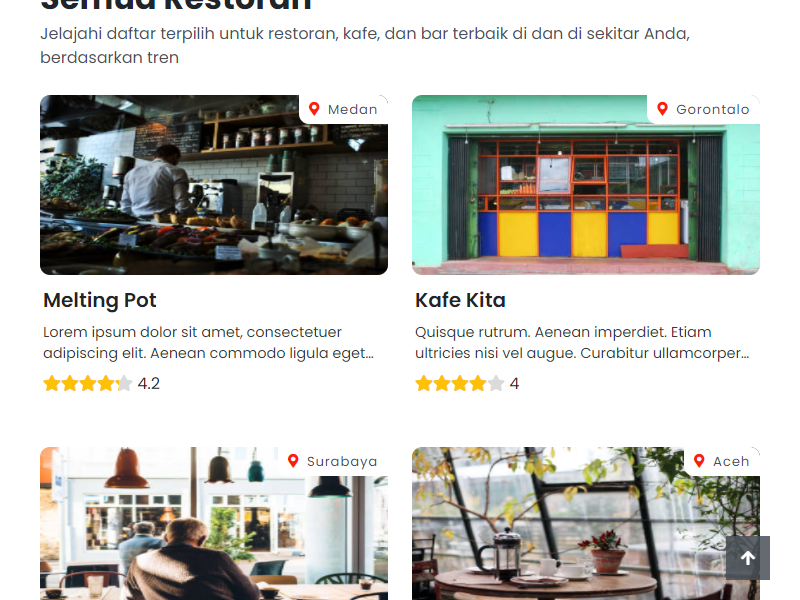 Semua Restoran
Jelajahi daftar terpilih untuk restoran, kafe, dan bar terbaik di dan di sekitar Anda,
berdasarkan tren
Medan
Gorontalo
Melting Pot
Kafe Kita
Lorem ipsum dolor sit amet, consectetuer
adipiscing elit. Aenean commodo ligula eget...
Quisque rutrum. Aenean imperdiet. Etiam
ultricies nisi vel augue. Curabitur ullamcorper...
4.2
4
Surabaya
Aceh